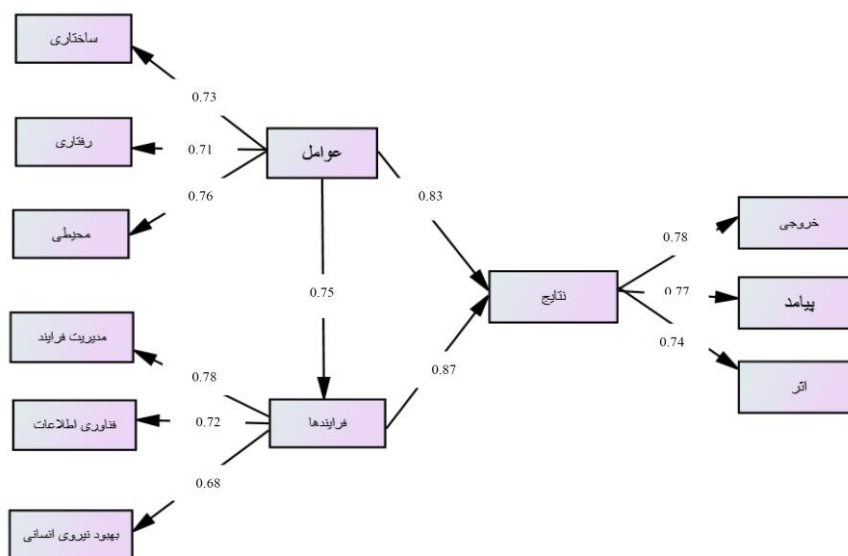 ساختاری
0.73
رفتاری
0.71
عوامل
0.76
0.83
محیطی
خروجی
0.78
0.75
نتایج
0.77
پیامد
مدیریت فرایند
0.74
0.78
0.87
اثر
فناوری اطلاعات
0.72
فرایندها
0.68
بهبود نیروی انسانی